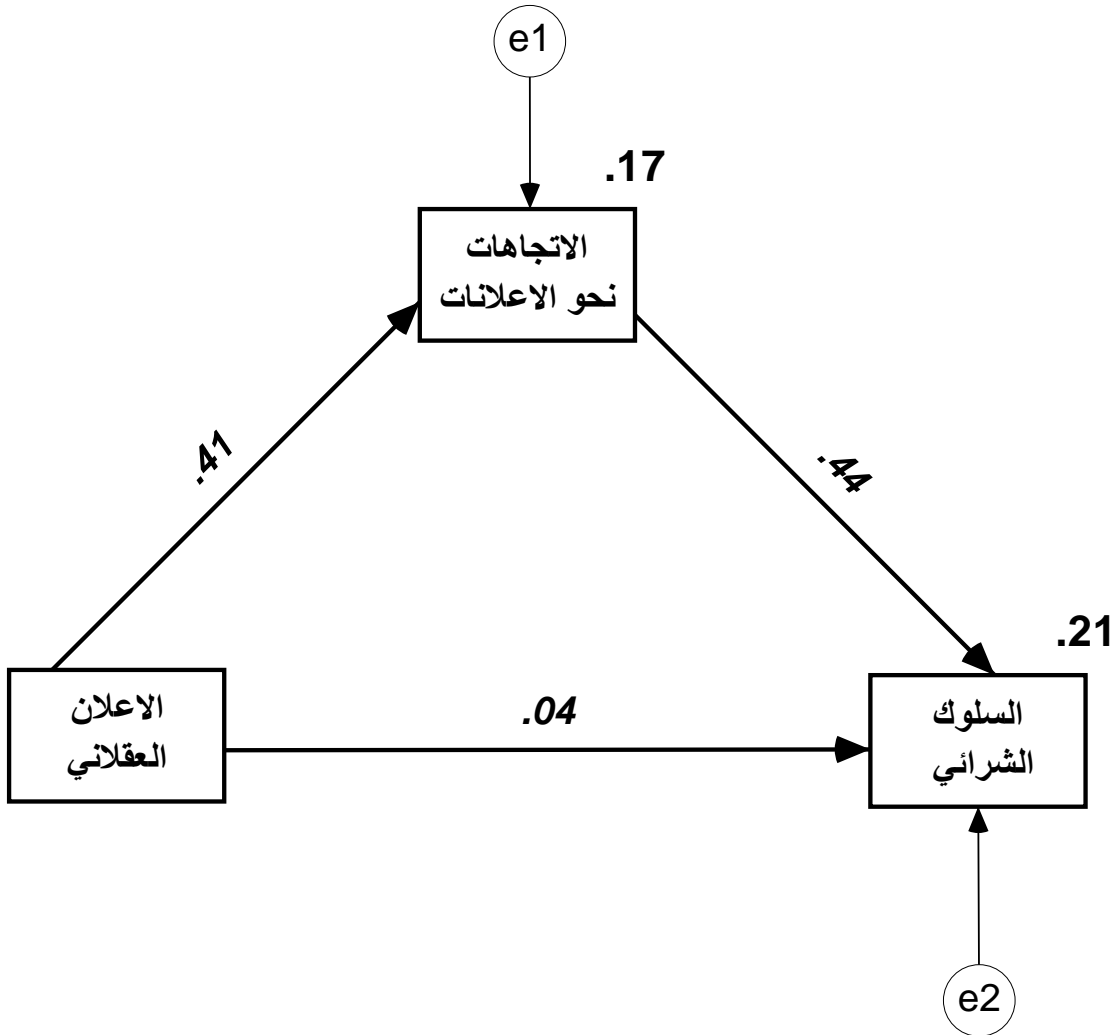 e1
.17
الاتجاهات
نحو الاعلانات
.41
.44
.21
الاعلان
العقلاني
.04
السلوك
الشرائي
e2